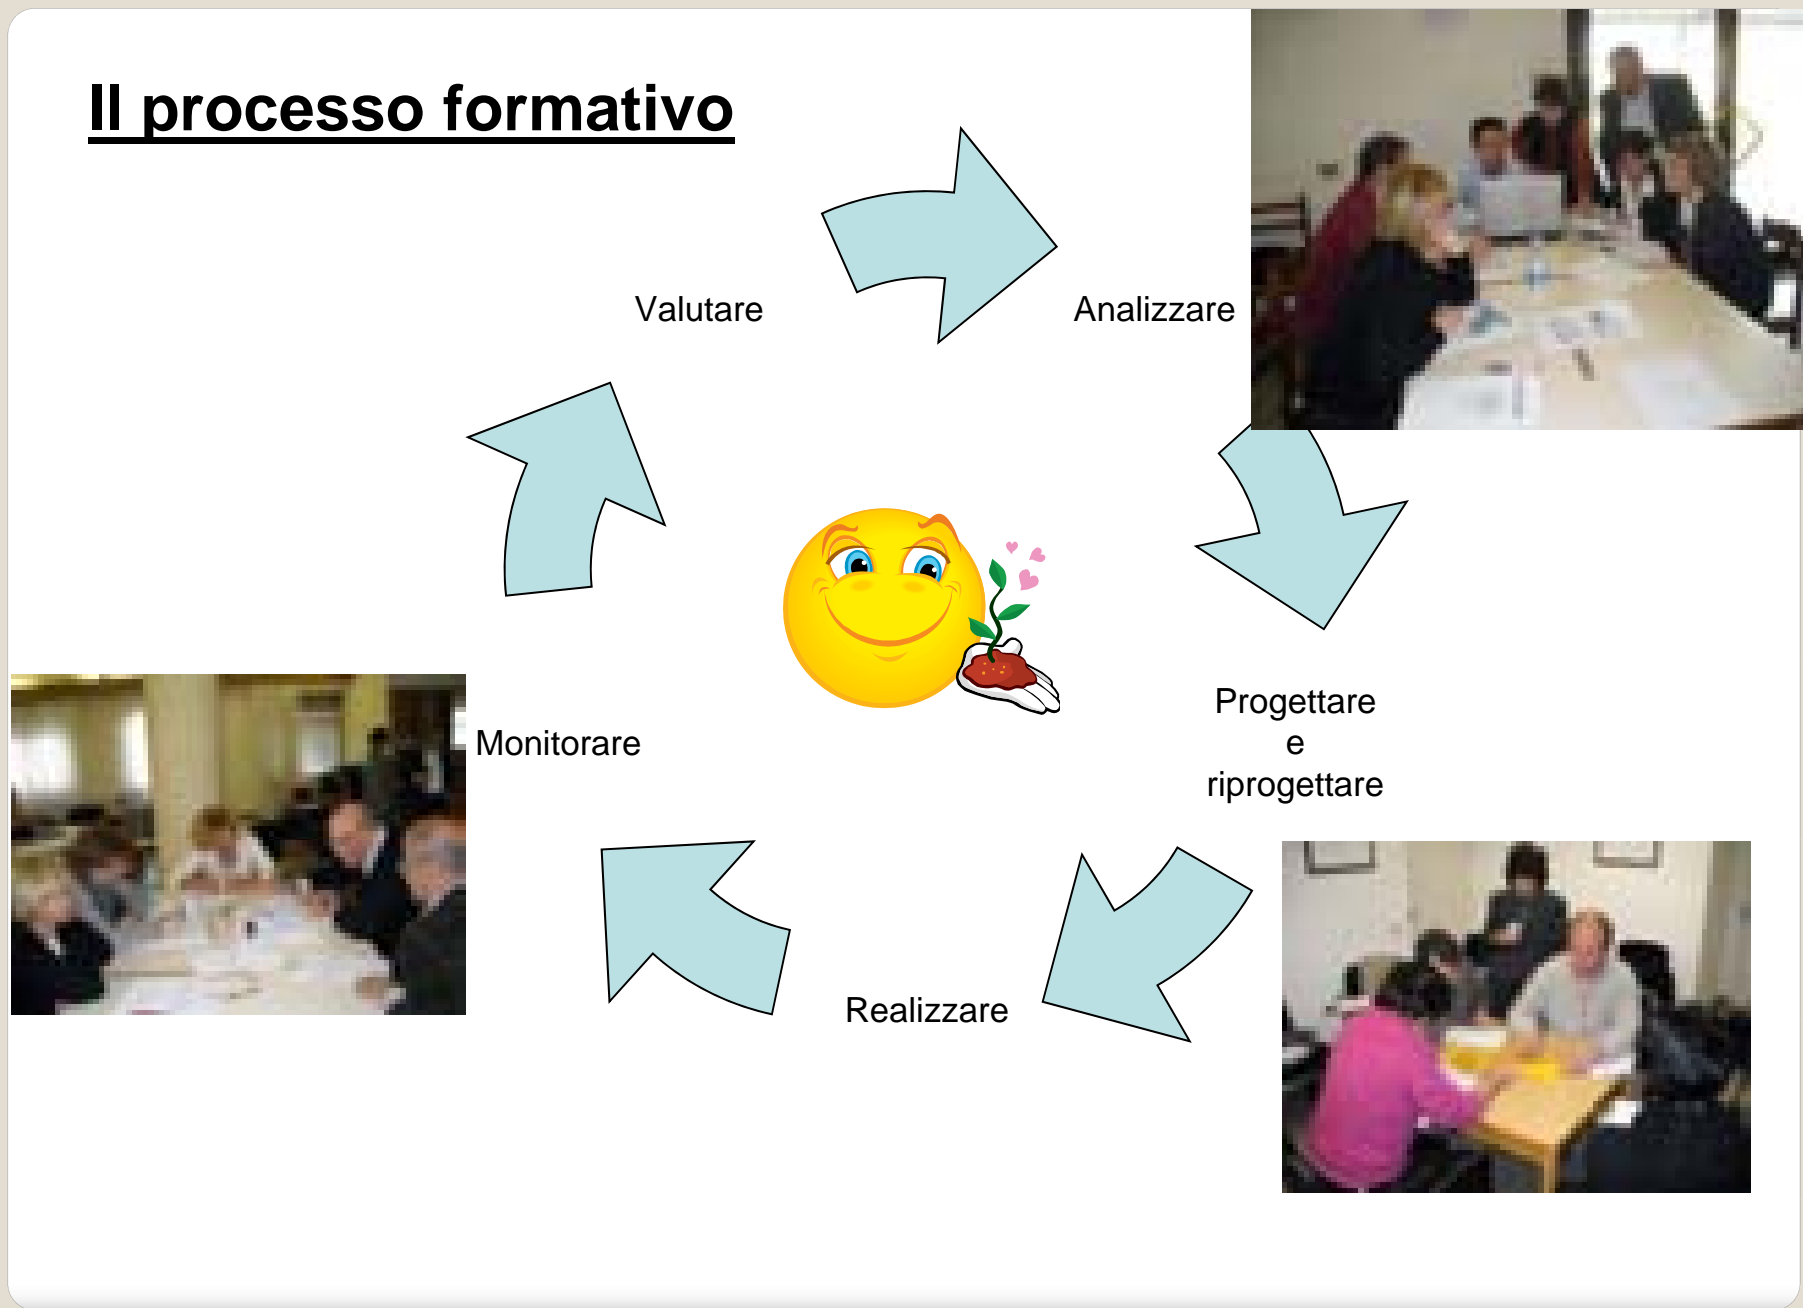 Il processo formativo
Valutare
Analizzare
Monitorare
Progettare
e
riprogettare
Realizzare